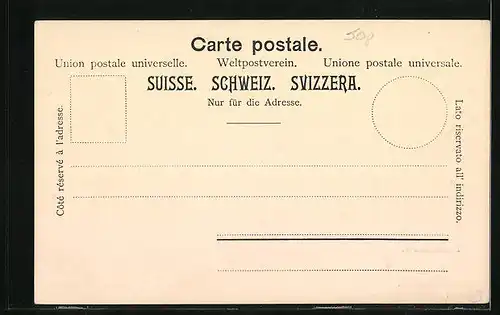 Carte postale.
Union postale universelle. Weltpostverein. Unione postale universale.
SUISSE. SCHWEIZ. SVIZZERA.
Nur für die Adresse.
Côté réservé à l'adresse.
Lato riservato all' indirizzo.